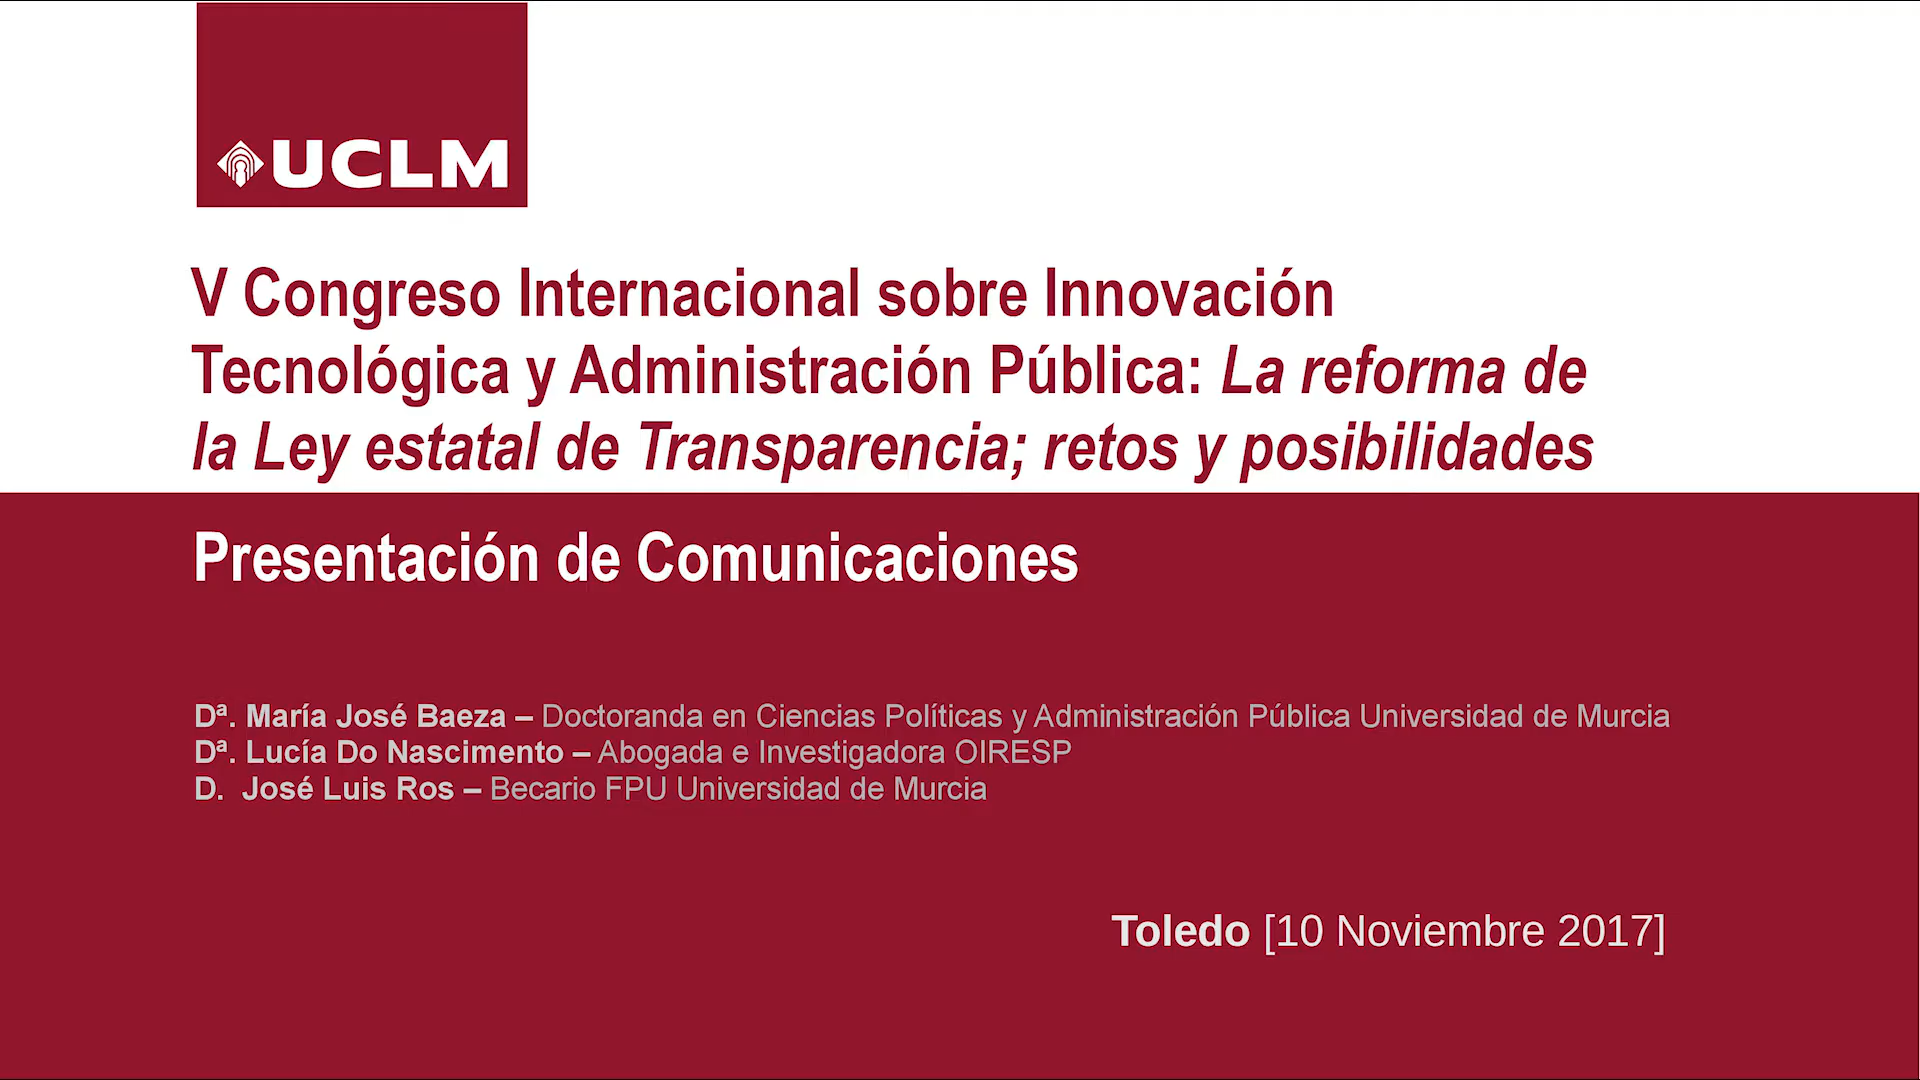 UCLM
V Congreso Internacional sobre Innovación
Tecnológica y Administración Pública: La reforma de
la Ley estatal de Transparencia; retos y posibilidades
Presentación de Comunicaciones
Dª. María José Baeza – Doctoranda en Ciencias Políticas y Administración Pública Universidad de Murcia
Dª. Lucía Do Nascimento – Abogada e Investigadora OIRESP
D. José Luis Ros – Becario FPU Universidad de Murcia
Toledo [10 Noviembre 2017]